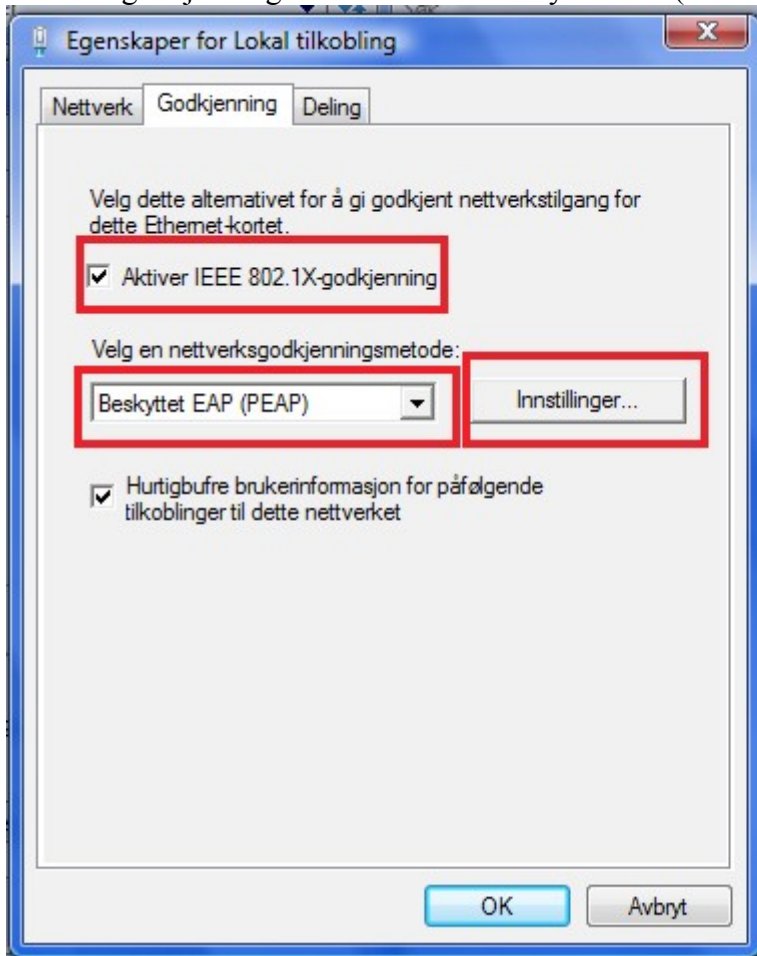 Egenskaper for Lokal tilkobling
Nettverk Godkjenning Deling
Velg dette alternativet for å gi godkjent nettverkstilgang for
dette Ethernet-kortet.
Aktiver IEEE 802.1X-godkjenning
Velg en nettverksgodkjenningsmetode:
Beskyttet EAP (PEAP) Innstillinger...
Hurtigbufre brukerinformasjon for påfølgende
tilkoblinger til dette nettverket
OK Avbryt